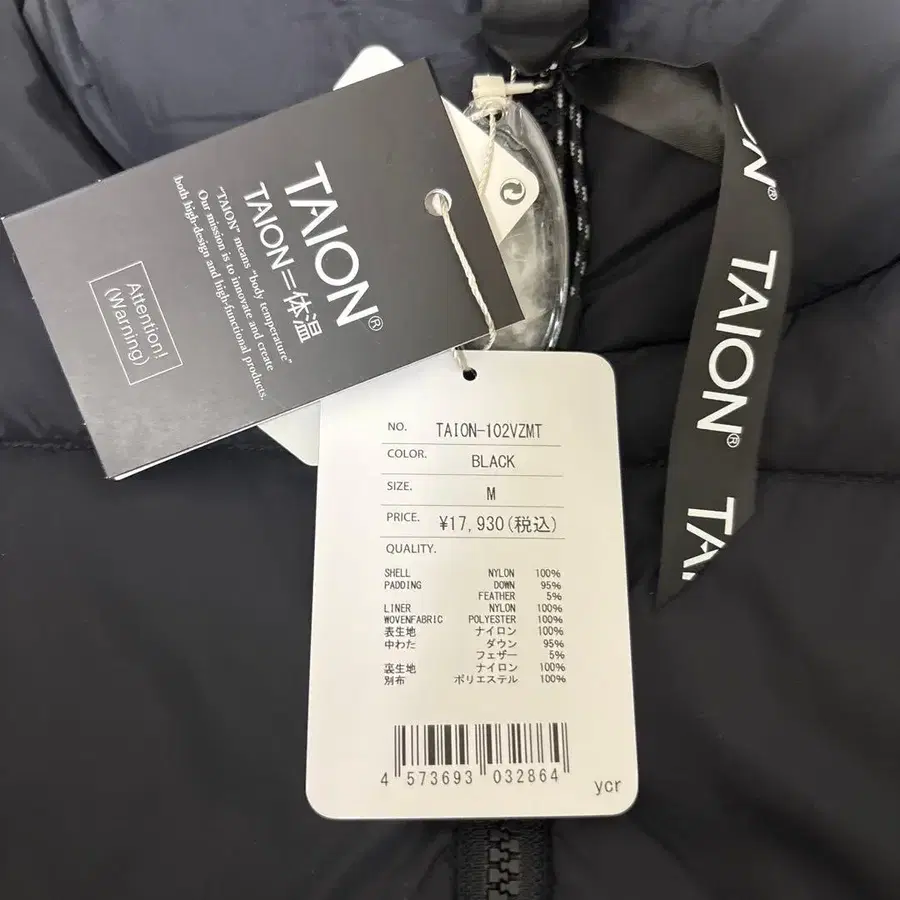 TAION®
TAION=体温
"TAION" means "body temperature"
Our mission is to innovate and create
both high-design and high-functional products.
Attention!
(Warning)
NO. TAION-102VZMT
COLOR. BLACK
SIZE. M
PRICE. ¥17,930(税込)
QUALITY.
SHELL NYLON 100%
PADDING DOWN 95%
FEATHER 5%
LINER NYLON 100%
WOVENFABRIC POLYESTER 100%
表生地 ナイロン 100%
中わた ダウン 95%
フェザー 5%
裏生地 ナイロン 100%
別布 ポリエステル 100%
4 573693 032864
ycr
ON®
TAION®
TA